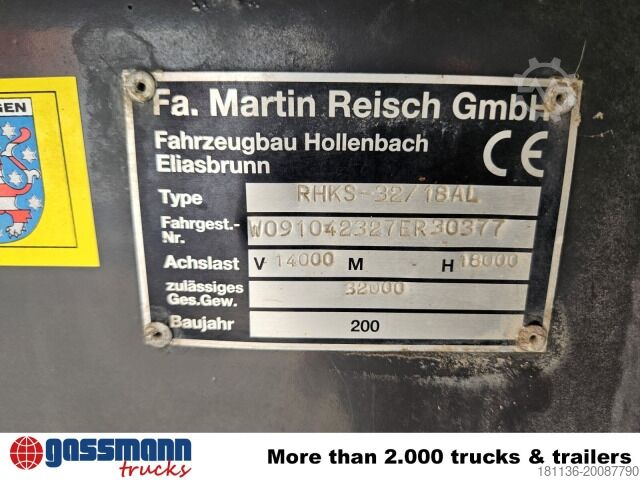 GEN
Fa. Martin Reisch GmbH
Fahrzeugbau Hollenbach
Eliasbrunn
CE
Type RHKS-32/18AL
Fahrgest.-Nr. W091042327ER30377
Achslast V 14000 M H 18000
zulässiges Ges.Gew. 32000
Baujahr 200
gassmann trucks
More than 2.000 trucks & trailers
181136-20087790